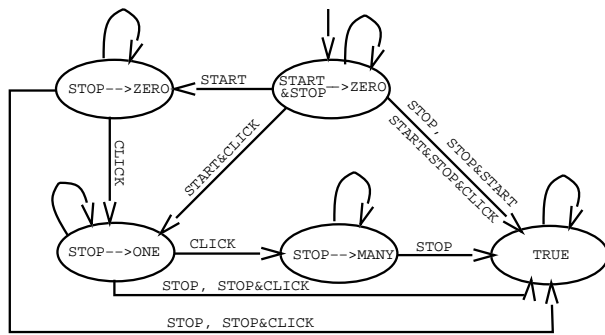 STOP-->ZERO
START
START
&STOP-->ZERO
STOP, STOP&START
START&STOP&CLICK
CLICK
START&CLICK
STOP-->ONE
CLICK
STOP-->MANY
STOP
TRUE
STOP, STOP&CLICK
STOP, STOP&CLICK